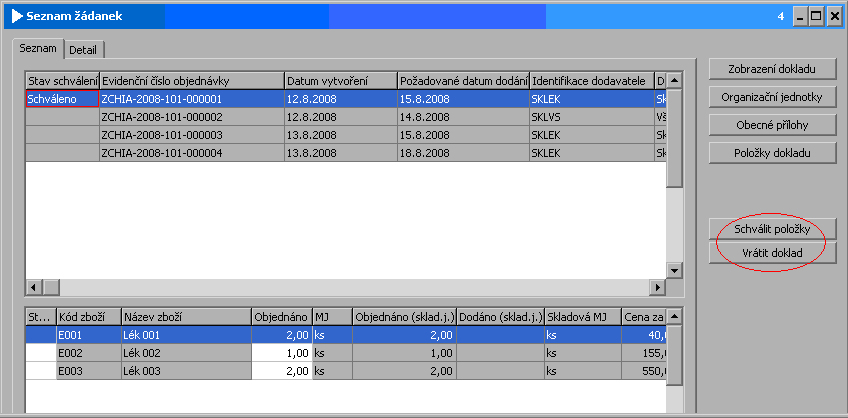 Seznam žádanek 4
Seznam Detail
Stav schválení Evidenční číslo objednávky Datum vytvoření Požadované datum dodání Identifikace dodavatele D
Schváleno ZCHIA-2008-101-000001 12.8.2008 15.8.2008 SKLEK Sk
ZCHIA-2008-101-000002 12.8.2008 14.8.2008 SKLVS Vš
ZCHIA-2008-101-000003 13.8.2008 15.8.2008 SKLEK Sk
ZCHIA-2008-101-000004 13.8.2008 18.8.2008 SKLEK Sk
Zobrazení dokladu
Organizační jednotky
Obecné přílohy
Položky dokladu
Schválit položky
Vrátit doklad
St... Kód zboží Název zboží Objednáno MJ Objednáno (sklad.j.) Dodáno (sklad.j.) Skladová MJ Cena za
E001 Lék 001 2,00 ks 2,00 ks 40,
E002 Lék 002 1,00 ks 1,00 ks 155,
E003 Lék 003 2,00 ks 2,00 ks 550,